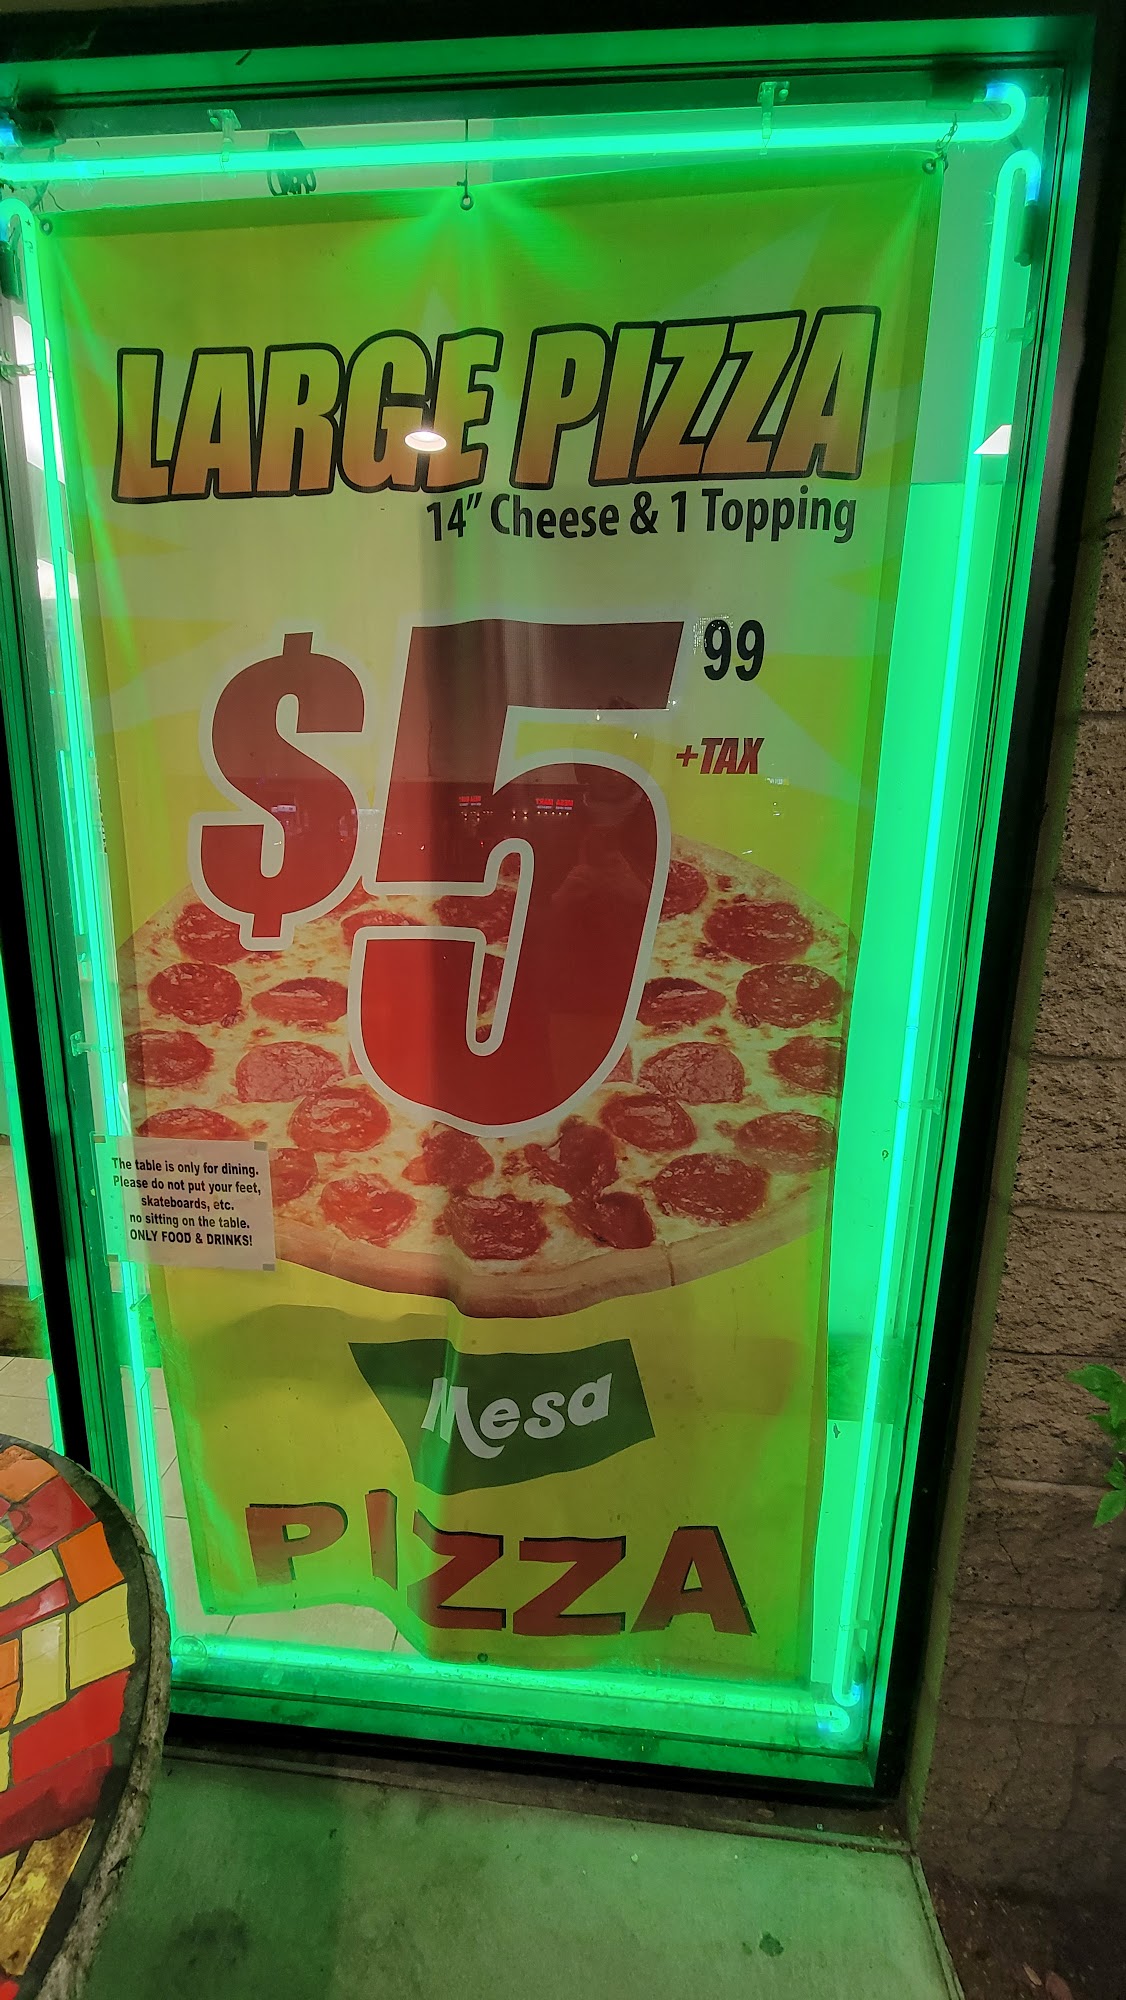 LARGE PIZZA
14" Cheese & 1 Topping
$5 99
+TAX
The table is only for dining.
Please do not put your feet,
skateboards, etc.
no sitting on the table.
ONLY FOOD & DRINKS!
Mesa
PIZZA